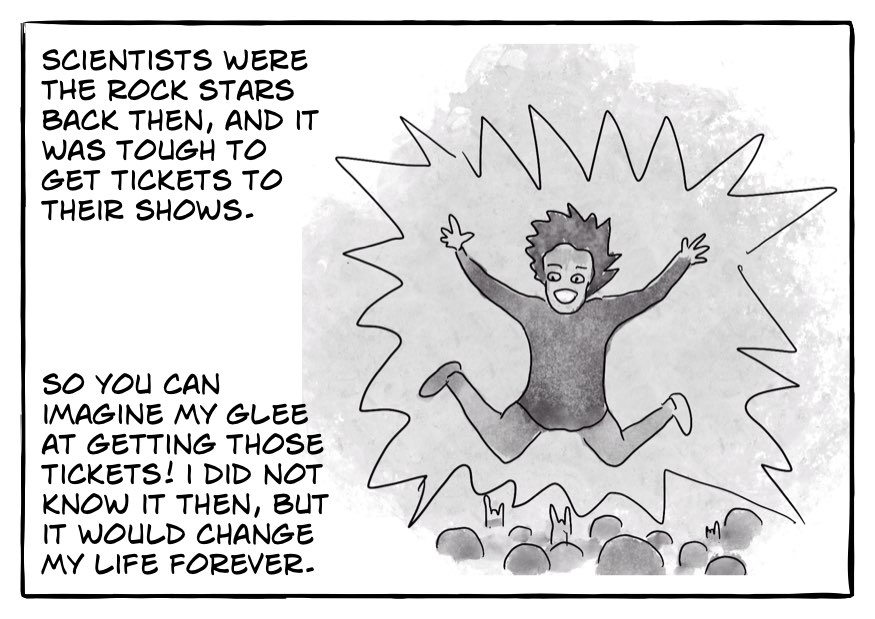 SCIENTISTS WERE
THE ROCK STARS
BACK THEN, AND IT
WAS TOUGH TO
GET TICKETS TO
THEIR SHOWS.
SO YOU CAN
IMAGINE MY GLEE
AT GETTING THOSE
TICKETS! I DID NOT
KNOW IT THEN, BUT
IT WOULD CHANGE
MY LIFE FOREVER.